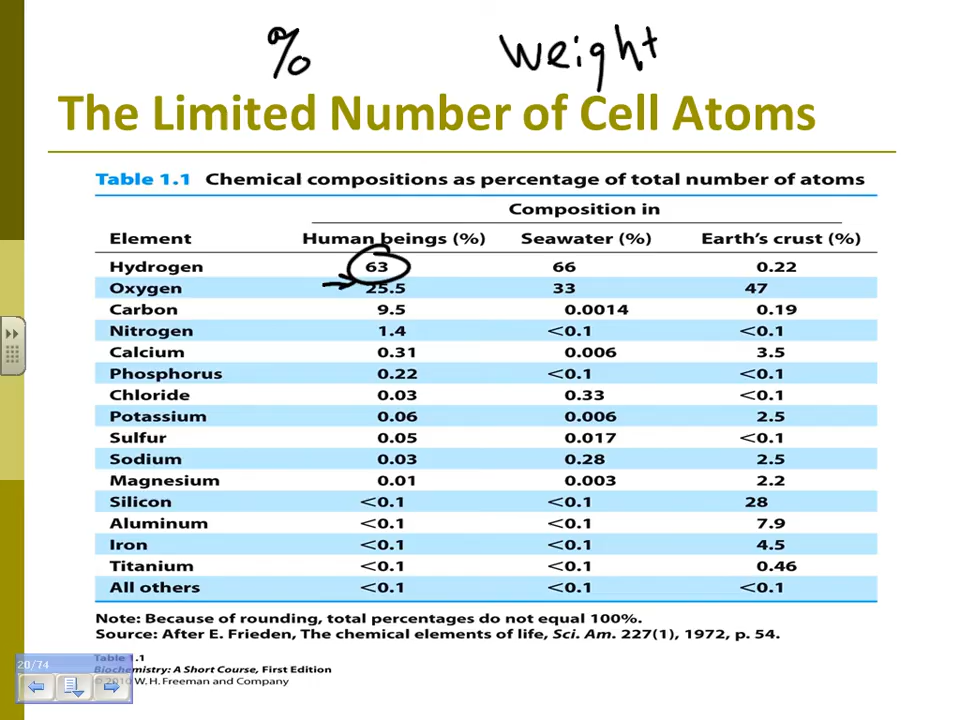 % weight
The Limited Number of Cell Atoms
Table 1.1 Chemical compositions as percentage of total number of atoms
Composition in
Element Human beings (%) Seawater (%) Earth's crust (%)
Hydrogen 63 66 0.22
Oxygen 25.5 33 47
Carbon 9.5 0.0014 0.19
Nitrogen 1.4 <0.1 <0.1
Calcium 0.31 0.006 3.5
Phosphorus 0.22 <0.1 <0.1
Chloride 0.03 0.33 <0.1
Potassium 0.06 0.006 2.5
Sulfur 0.05 0.017 <0.1
Sodium 0.03 0.28 2.5
Magnesium 0.01 0.003 2.2
Silicon <0.1 <0.1 28
Aluminum <0.1 <0.1 7.9
Iron <0.1 <0.1 4.5
Titanium <0.1 <0.1 0.46
All others <0.1 <0.1 <0.1
Note: Because of rounding, total percentages do not equal 100%.
Source: After E. Frieden, The chemical elements of life, Sci. Am. 227(1), 1972, p. 54.
Table 1.1
20/74
Biochemistry: A Short Course, First Edition
© 2010 W. H. Freeman and Company